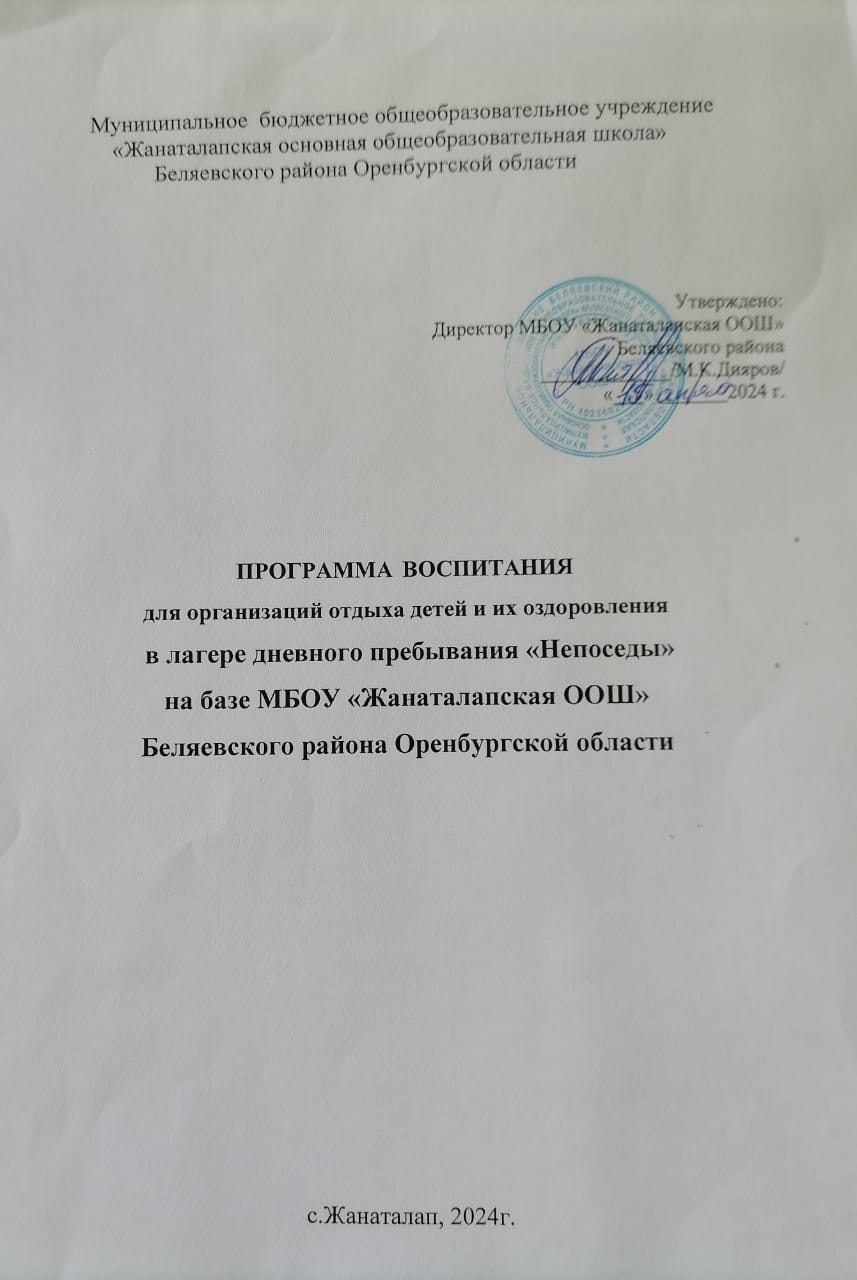 Муниципальное бюджетное общеобразовательное учреждение
«Жанаталапская основная общеобразовательная школа»
Беляевского района Оренбургской области
Утверждено:
Директор МБОУ «Жанаталапская ООШ»
Беляевского района
/М.К.Дияров/
« » апреля 2024 г.
ПРОГРАММА ВОСПИТАНИЯ
для организаций отдыха детей и их оздоровления
в лагере дневного пребывания «Непоседы»
на базе МБОУ «Жанаталапская ООШ»
Беляевского района Оренбургской области
с.Жанаталап, 2024г.